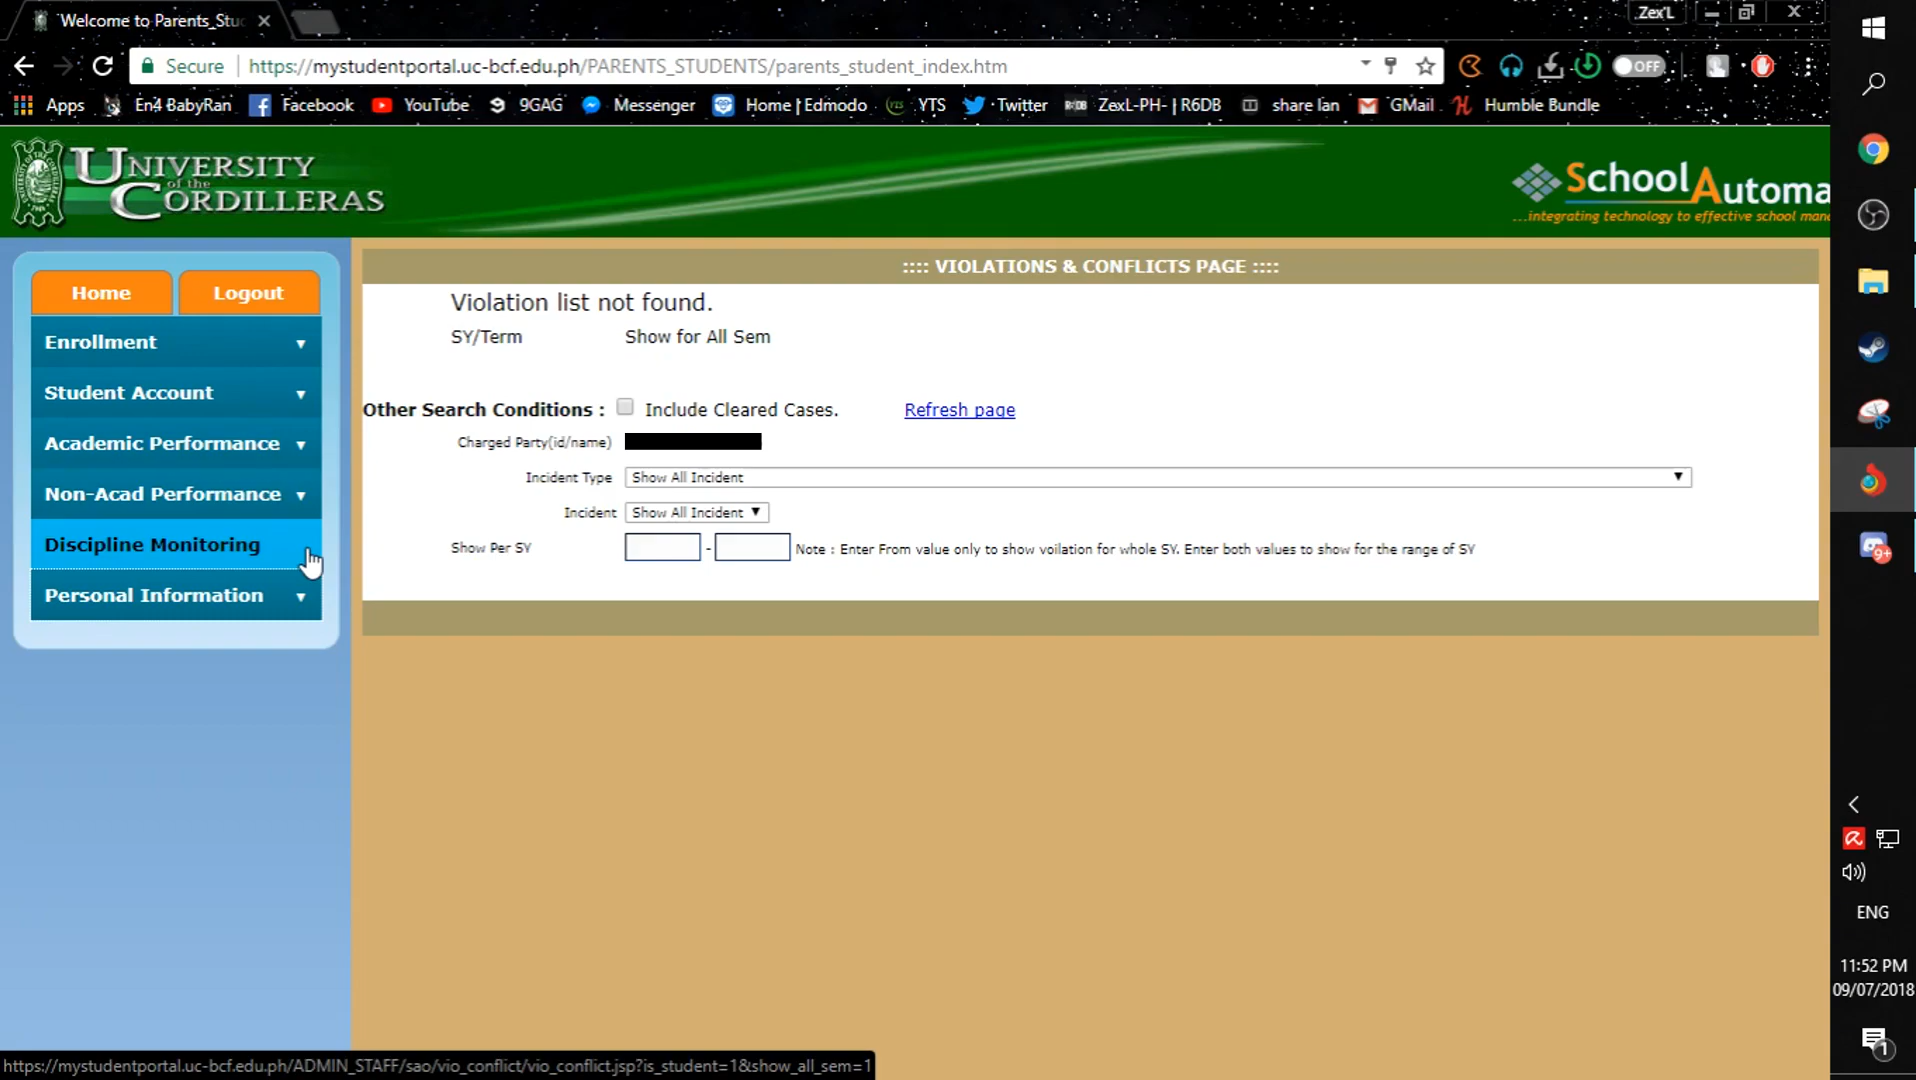 Welcome to Parents_Stu
Zex'L
Secure https://mystudentportal.uc-bcf.edu.ph/PARENTS_STUDENTS/parents_student_index.htm
OFF
Apps En4 BabyRan Facebook YouTube 9GAG Messenger Home | Edmodo YTS Twitter ZexL-PH- | R6DB share Ian GMail Humble Bundle
UNIVERSITY
of the
CORDILLERAS
School Automa
...integrating technology to effective school man
Home Logout
Enrollment
Student Account
Academic Performance
Non-Acad Performance
Discipline Monitoring
Personal Information
:::: VIOLATIONS & CONFLICTS PAGE ::::
Violation list not found.
SY/Term Show for All Sem
Other Search Conditions : Include Cleared Cases. Refresh page
Charged Party(id/name)
Incident Type Show All Incident
Incident Show All Incident
Show Per SY - Note : Enter From value only to show voilation for whole SY. Enter both values to show for the range of SY
9+
ENG
11:52 PM
09/07/2018
1
https://mystudentportal.uc-bcf.edu.ph/ADMIN_STAFF/sao/vio_conflict/vio_conflict.jsp?is_student=1&show_all_sem=1